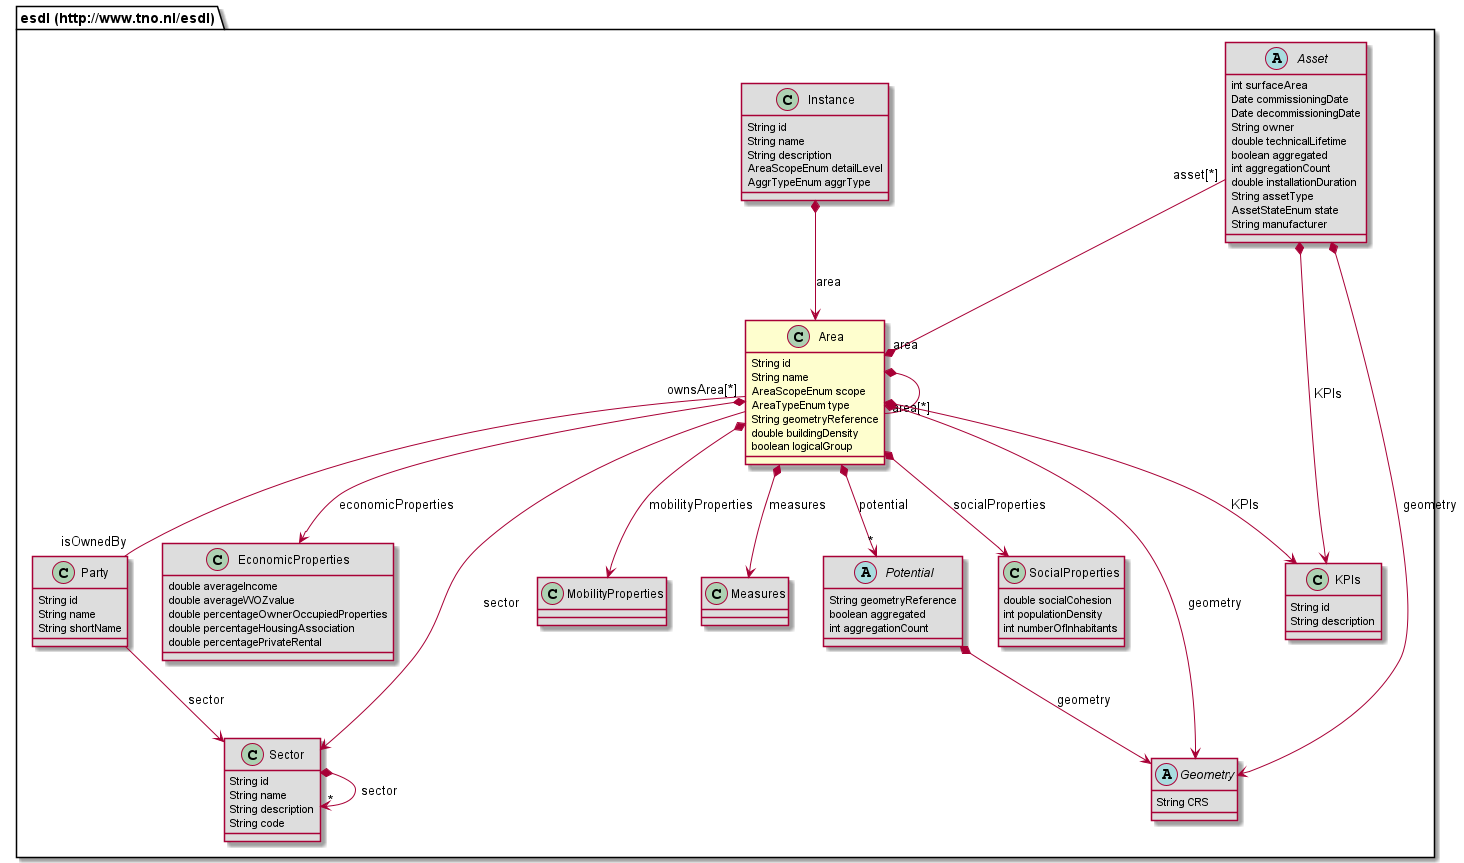 esdl (http://www.tno.nl/esdl)
A Asset
int surfaceArea
Date commissioningDate
Date decommissioningDate
String owner
double technicalLifetime
boolean aggregated
int aggregationCount
double installationDuration
String assetType
AssetStateEnum state
String manufacturer
C Instance
String id
String name
String description
AreaScopeEnum detailLevel
AggrTypeEnum aggrType
asset[*]
area
C Area
String id
String name
AreaScopeEnum scope
AreaTypeEnum type
String geometryReference
double buildingDensity
boolean logicalGroup
area
area[*]
ownsArea[*]
KPIs
economicProperties
mobilityProperties
measures
potential
socialProperties
KPIs
geometry
isOwnedBy
*
C Party
String id
String name
String shortName
C EconomicProperties
double averageIncome
double averageWOZvalue
double percentageOwnerOccupiedProperties
double percentageHousingAssociation
double percentagePrivateRental
sector
C MobilityProperties
C Measures
A Potential
String geometryReference
boolean aggregated
int aggregationCount
C SocialProperties
double socialCohesion
int populationDensity
int numberOfInhabitants
geometry
C KPIs
String id
String description
sector
geometry
C Sector
String id
String name
String description
String code
sector
*
A Geometry
String CRS